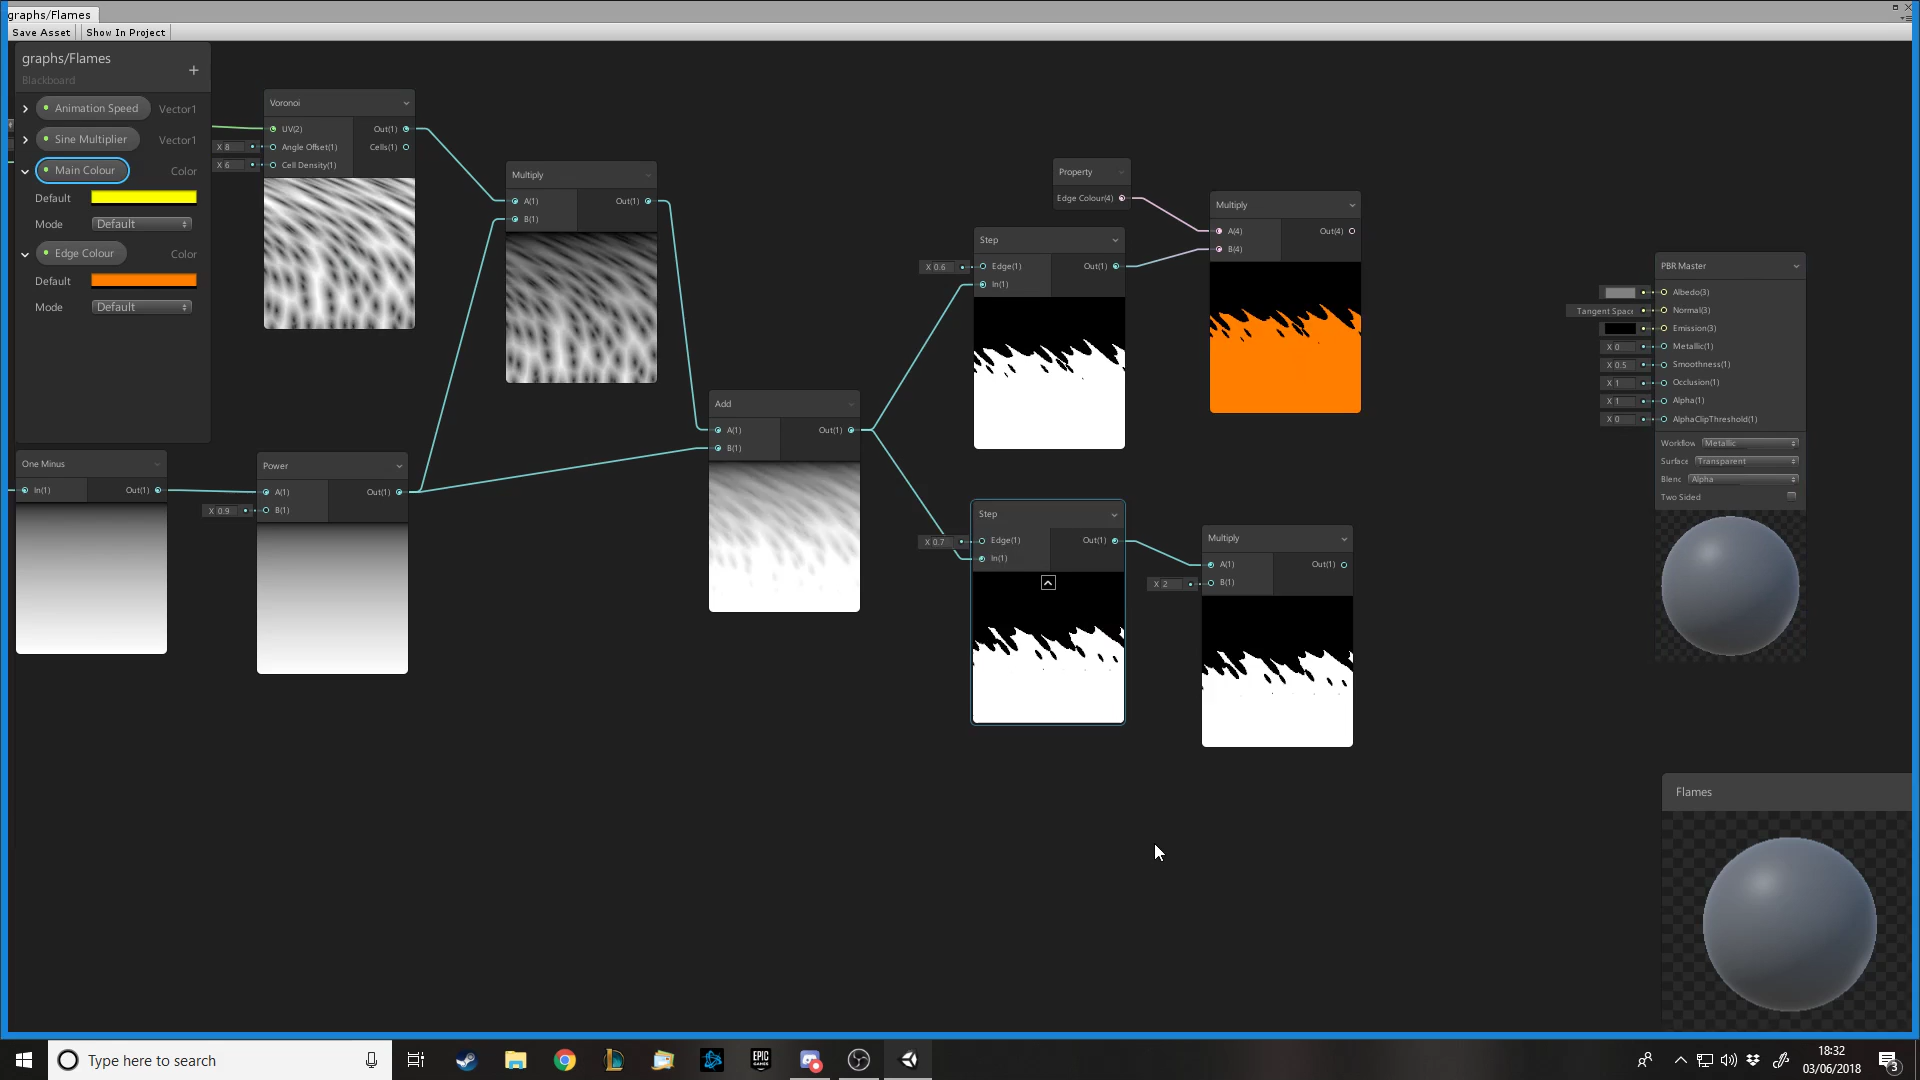 graphs/Flames
Save Asset
Show In Project
graphs/Flames
Blackboard
Animation Speed
Vector1
Sine Multiplier
Vector1
Main Colour
Color
Default
Mode
Default
Edge Colour
Color
Default
Mode
Default
Voronoi
UV(2)
Out(1)
X 8
Angle Offset(1)
Cells(1)
X 6
Cell Density(1)
Multiply
A(1)
Out(1)
B(1)
One Minus
In(1)
Out(1)
Power
A(1)
Out(1)
X 0.9
B(1)
Add
A(1)
Out(1)
B(1)
Property
Edge Colour(4)
Step
X 0.6
Edge(1)
Out(1)
In(1)
Multiply
A(4)
Out(4)
B(4)
Step
X 0.7
Edge(1)
Out(1)
In(1)
Multiply
A(1)
Out(1)
X 2
B(1)
PBR Master
Albedo(3)
Tangent Space
Normal(3)
Emission(3)
X 0
Metallic(1)
X 0.5
Smoothness(1)
X 1
Occlusion(1)
X 1
Alpha(1)
X 0
AlphaClipThreshold(1)
Workflow
Metallic
Surface
Transparent
Blend
Alpha
Two Sided
Flames
Type here to search
EPIC GAMES
18:32
03/06/2018
3